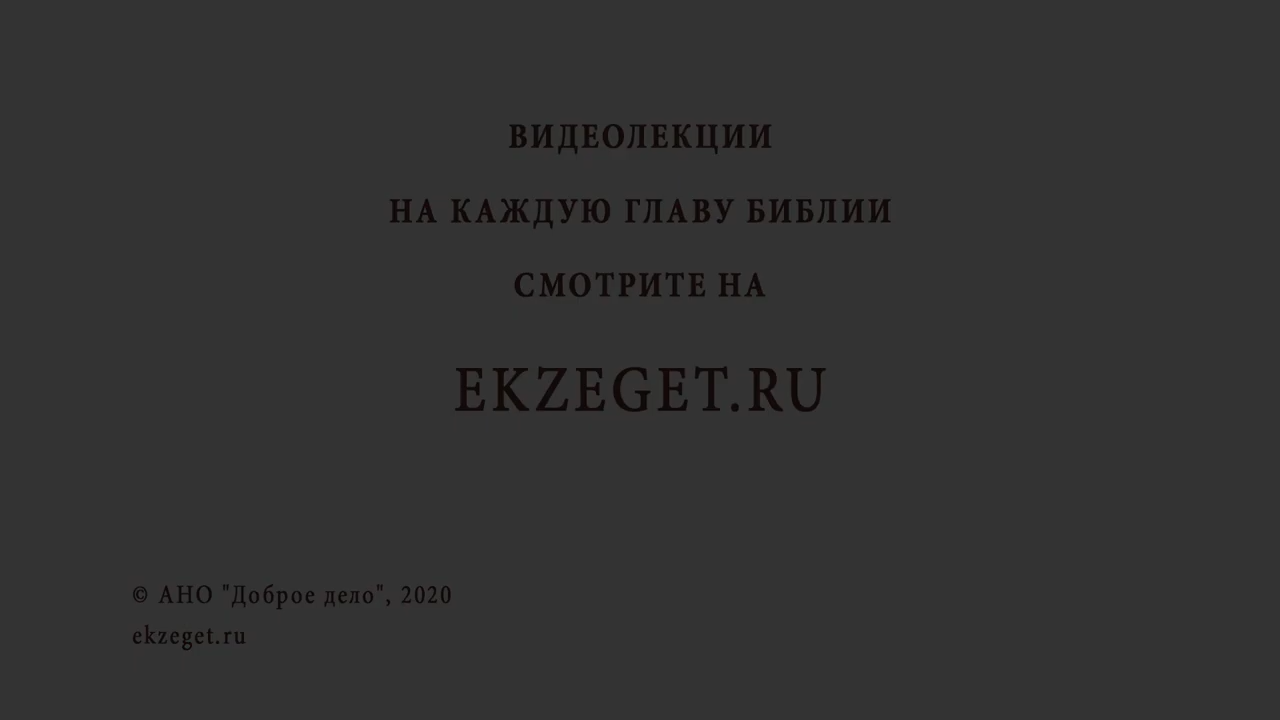 ВИДЕОЛЕКЦИИ
НА КАЖДУЮ ГЛАВУ БИБЛИИ
СМОТРИТЕ НА
EKZEGET.RU
© АНО "Доброе дело", 2020
ekzeget.ru